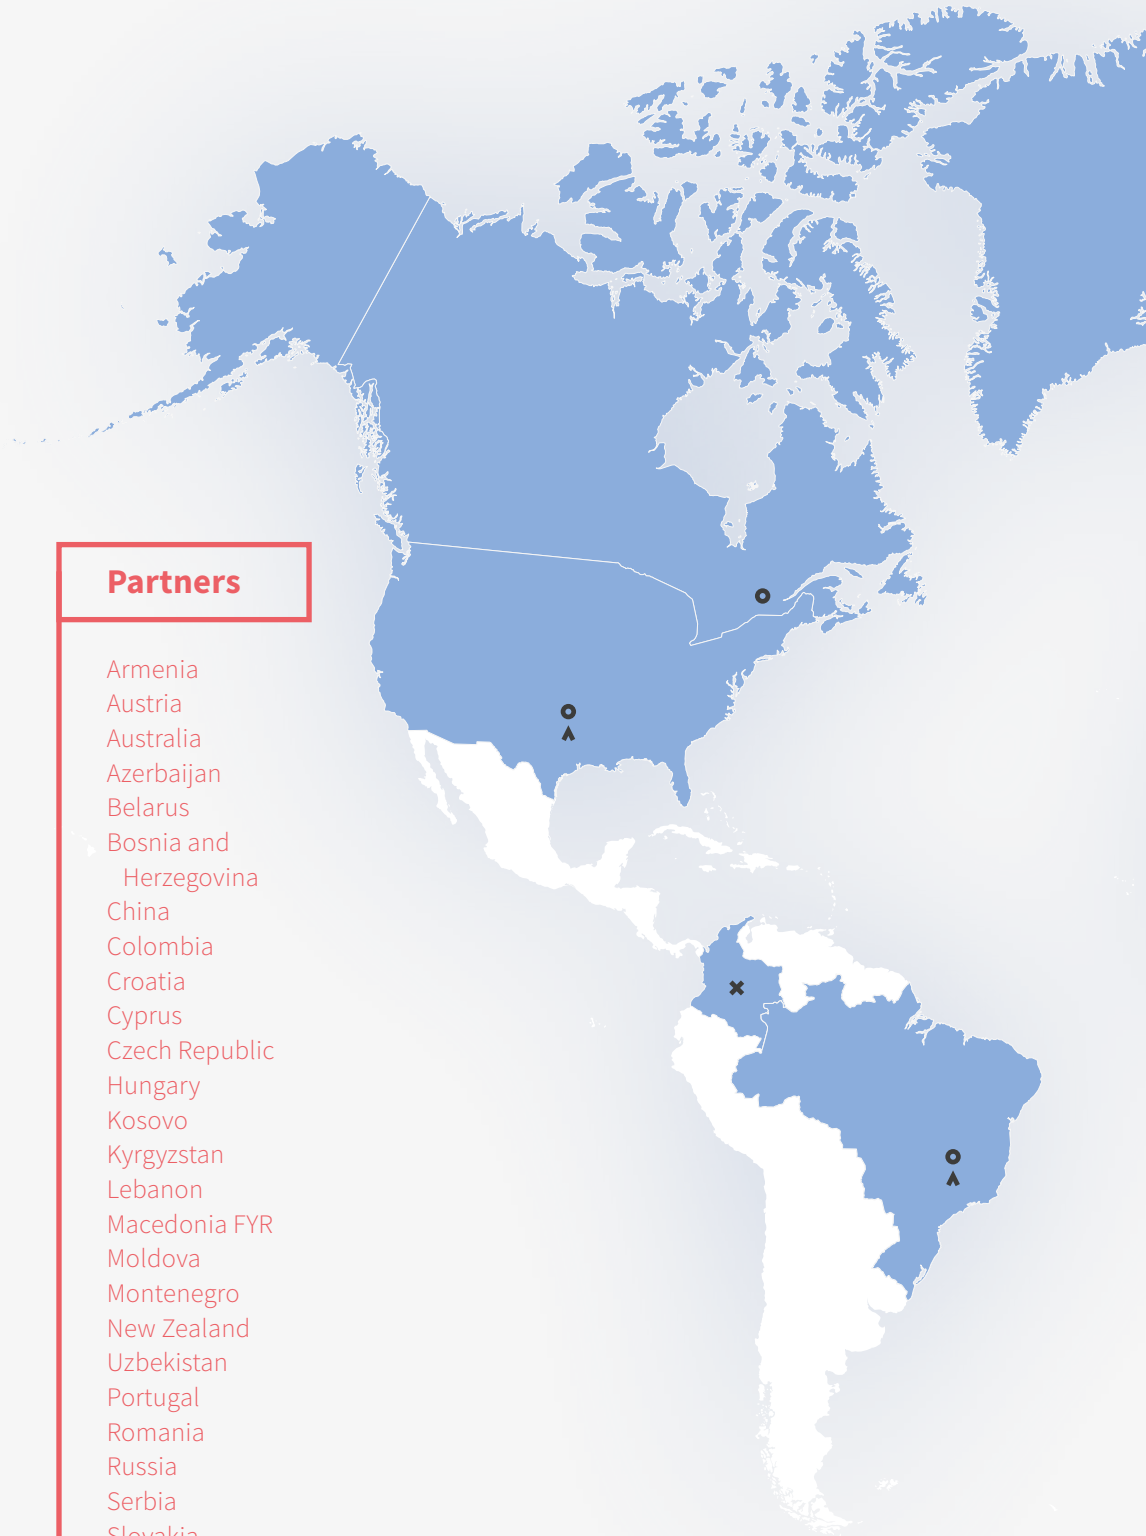 Partners
Armenia
Austria
Australia
Azerbaijan
Belarus
Bosnia and
Herzegovina
China
Colombia
Croatia
Cyprus
Czech Republic
Hungary
Kosovo
Kyrgyzstan
Lebanon
Macedonia FYR
Moldova
Montenegro
New Zealand
Uzbekistan
Portugal
Romania
Russia
Serbia
Slovakia